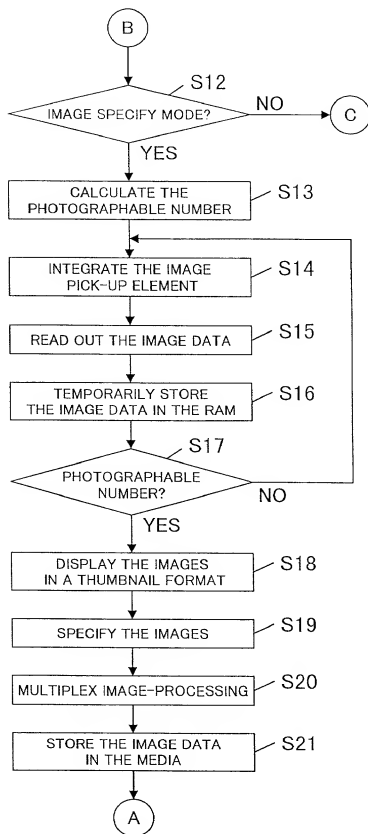 B
S12
IMAGE SPECIFY MODE?
NO
C
YES
CALCULATE THE
PHOTOGRAPHABLE NUMBER
S13
INTEGRATE THE IMAGE
PICK-UP ELEMENT
S14
READ OUT THE IMAGE DATA
S15
TEMPORARILY STORE
THE IMAGE DATA IN THE RAM
S16
S17
PHOTOGRAPHABLE
NUMBER?
NO
YES
DISPLAY THE IMAGES
IN A THUMBNAIL FORMAT
S18
SPECIFY THE IMAGES
S19
MULTIPLEX IMAGE-PROCESSING
S20
STORE THE IMAGE DATA
IN THE MEDIA
S21
A